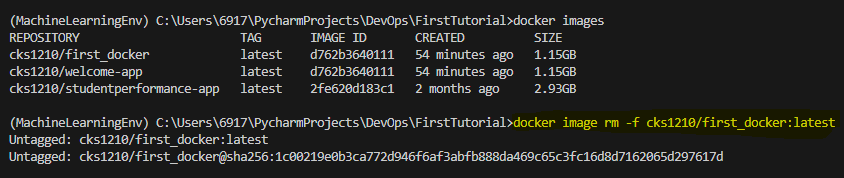 (MachineLearningEnv) C:\Users\6917\PycharmProjects\DevOps\FirstTutorial>docker images
REPOSITORY TAG IMAGE ID CREATED SIZE
cks1210/first_docker latest d762b3640111 54 minutes ago 1.15GB
cks1210/welcome-app latest d762b3640111 54 minutes ago 1.15GB
cks1210/studentperformance-app latest 2fe620d183c1 2 months ago 2.93GB
(MachineLearningEnv) C:\Users\6917\PycharmProjects\DevOps\FirstTutorial>docker image rm -f cks1210/first_docker:latest
Untagged: cks1210/first_docker:latest
Untagged: cks1210/first_docker@sha256:1c00219e0b3ca772d946f6af3abfb888da469c65c3fc16d8d7162065d297617d